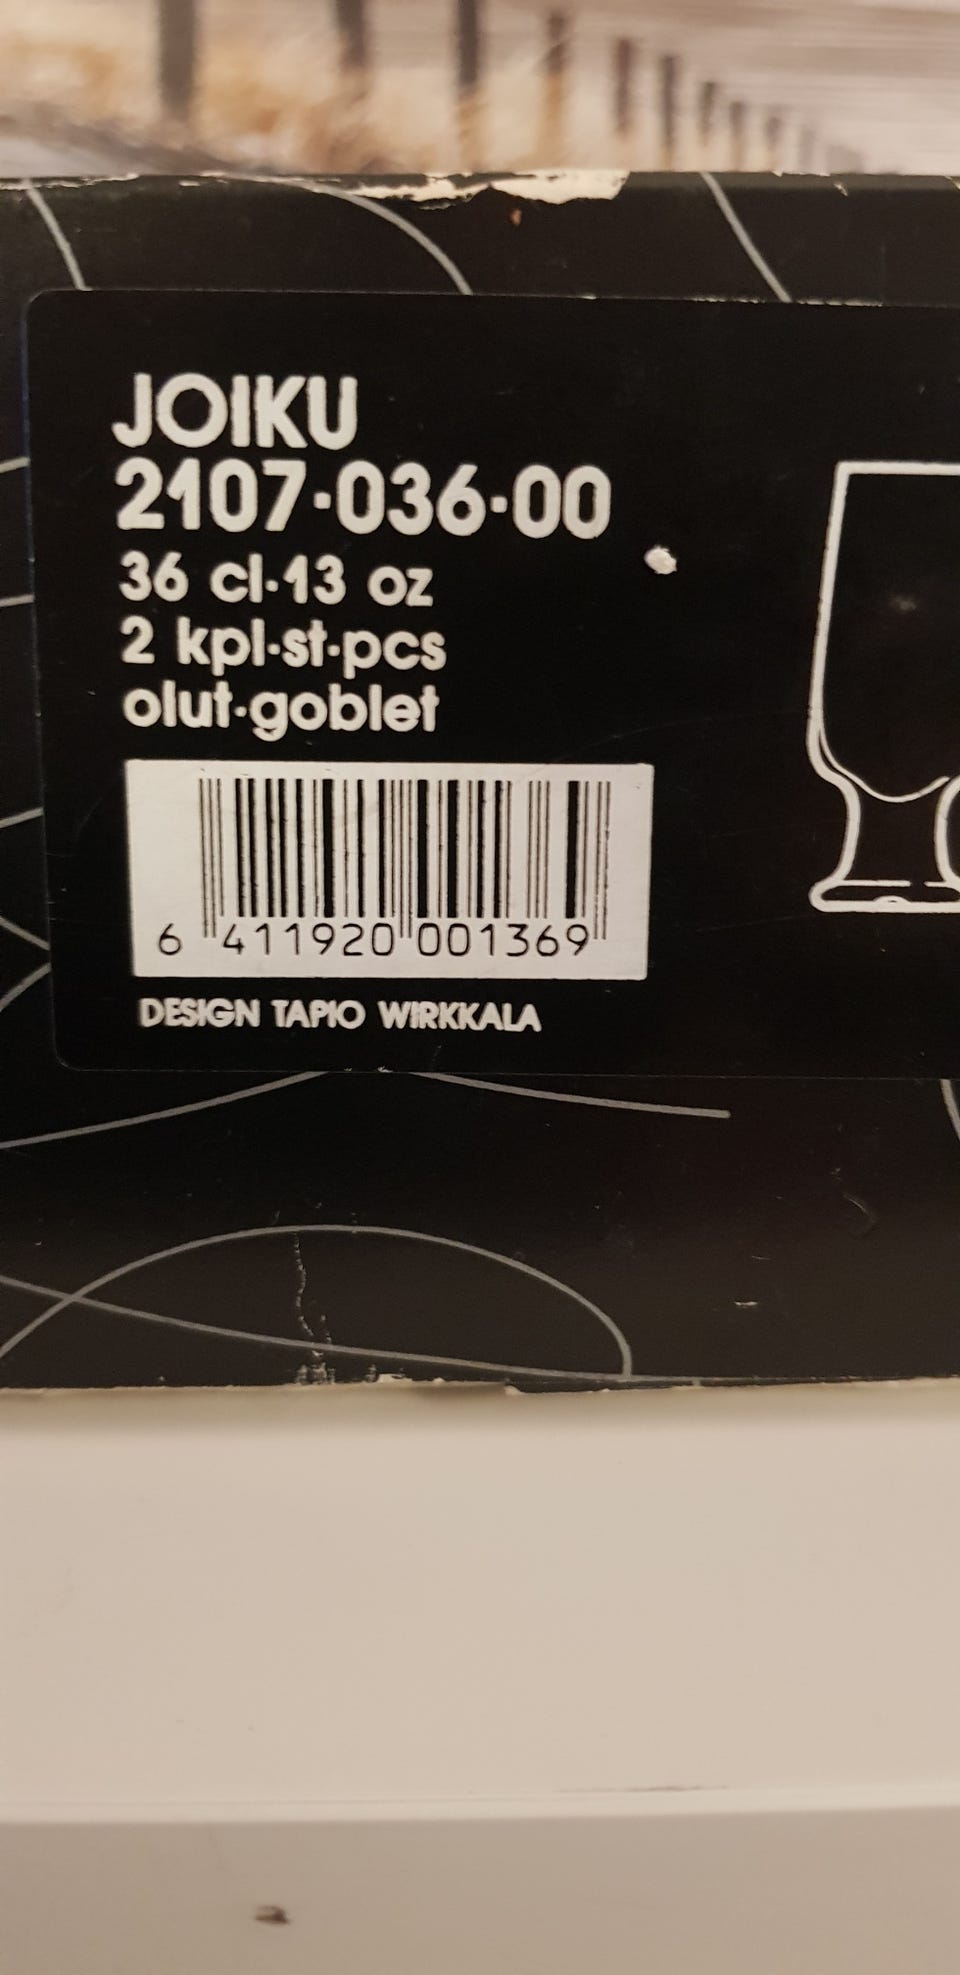 JOIKU
2107·036·00
36 cl·13 oz
2 kpl·st·pcs
olut·goblet
6 411920 001369
DESIGN TAPIO WIRKKALA